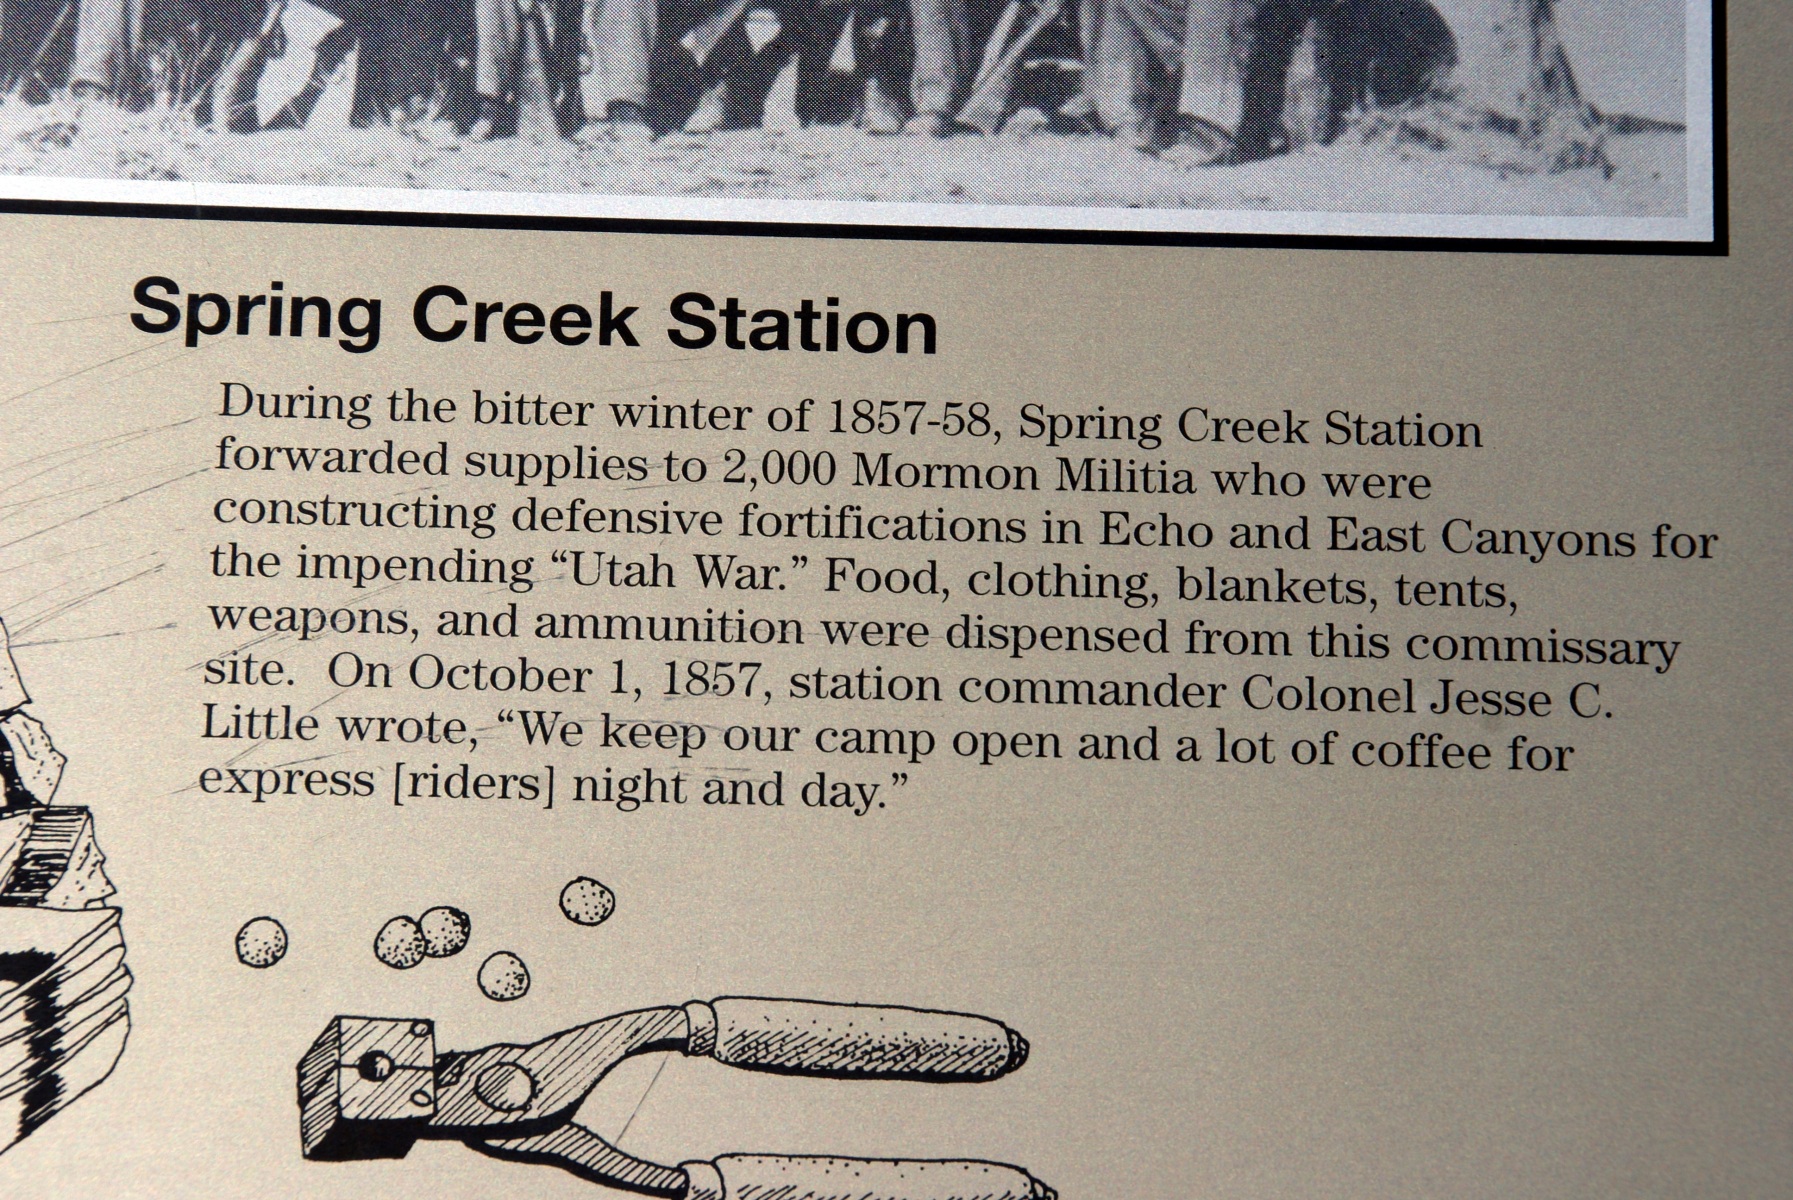 Spring Creek Station
During the bitter winter of 1857-58, Spring Creek Station
forwarded supplies to 2,000 Mormon Militia who were
constructing defensive fortifications in Echo and East Canyons for
the impending “Utah War.” Food, clothing, blankets, tents,
weapons, and ammunition were dispensed from this commissary
site.  On October 1, 1857, station commander Colonel Jesse C.
Little wrote, “We keep our camp open and a lot of coffee for
express [riders] night and day.”